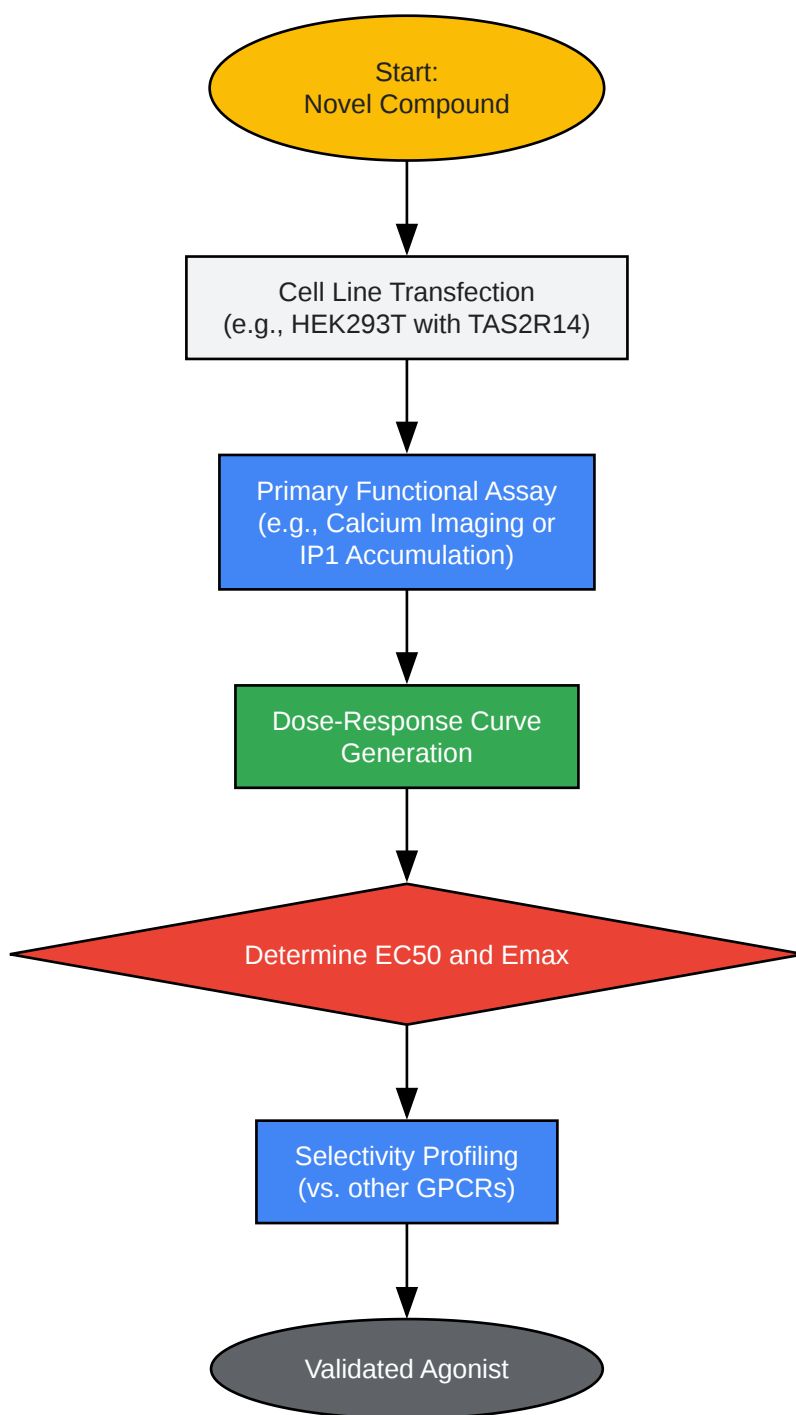 Start:
Novel Compound
Cell Line Transfection
(e.g., HEK293T with TAS2R14)
Primary Functional Assay
(e.g., Calcium Imaging or
IP1 Accumulation)
Dose-Response Curve
Generation
Determine EC50 and Emax
Selectivity Profiling
(vs. other GPCRs)
Validated Agonist